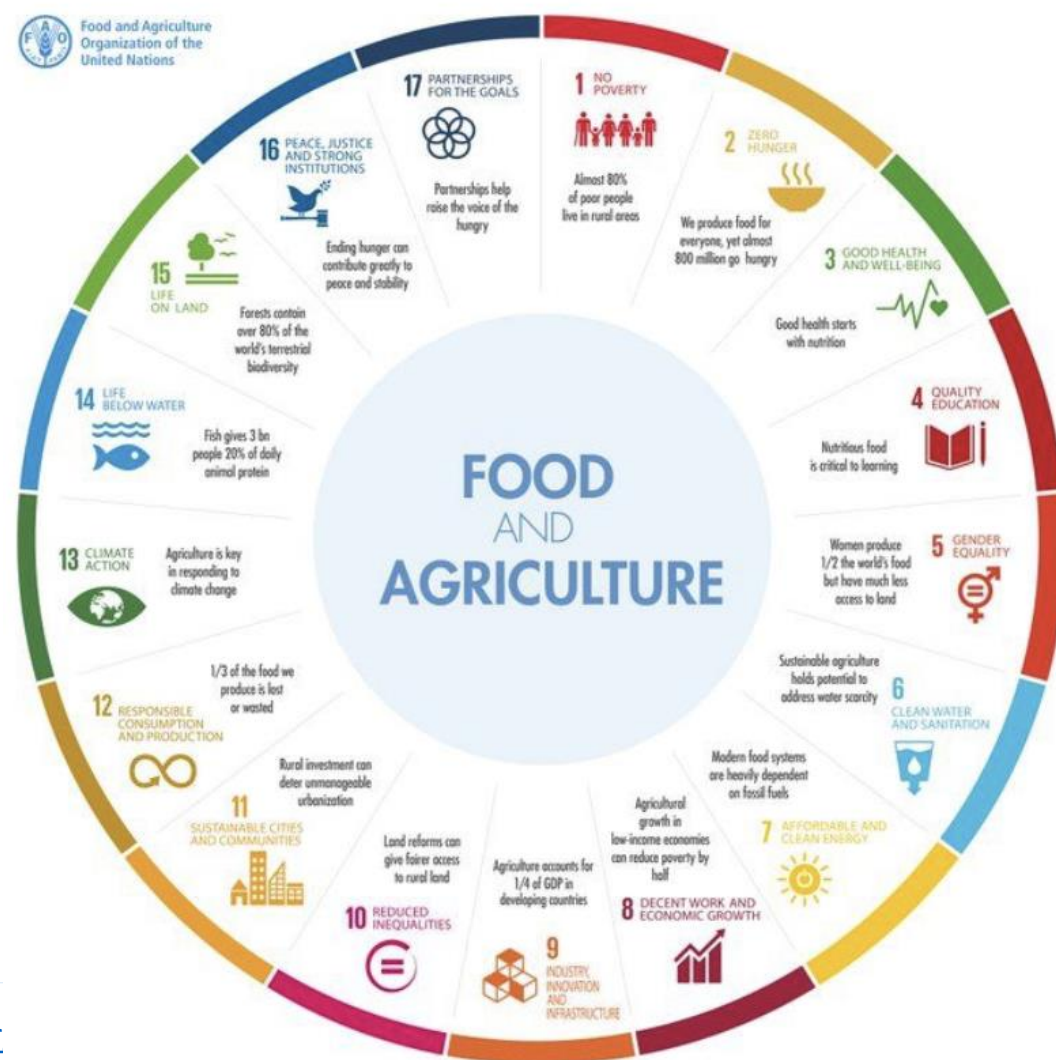 Food and Agriculture
Organization of the
United Nations
1 NO
POVERTY
Almost 80%
of poor people
live in rural areas
2 ZERO
HUNGER
We produce food for
everyone, yet almost
800 million go hungry
3 GOOD HEALTH
AND WELL-BEING
Good health starts
with nutrition
4 QUALITY
EDUCATION
Nutritious food
is critical to learning
5 GENDER
EQUALITY
Women produce
1/2 the world's food
but have much less
access to land
6
CLEAN WATER
AND SANITATION
Sustainable agriculture
holds potential to
address water scarcity
7 AFFORDABLE AND
CLEAN ENERGY
Modern food systems
are heavily dependent
on fossil fuels
8 DECENT WORK AND
ECONOMIC GROWTH
Agricultural
growth in
low-income economies
can reduce poverty by
half
9
INDUSTRY,
INNOVATION
AND
INFRASTRUCTURE
Agriculture accounts for
1/4 of GDP in
developing countries
10 REDUCED
INEQUALITIES
Land reforms can
give fairer access
to rural land
11
SUSTAINABLE CITIES
AND COMMUNITIES
Rural investment can
deter unmanageable
urbanization
12 RESPONSIBLE
CONSUMPTION
AND PRODUCTION
1/3 of the food we
produce is lost
or wasted
13 CLIMATE
ACTION
Agriculture is key
in responding to
climate change
14 LIFE
BELOW WATER
Fish gives 3 bn
people 20% of daily
animal protein
15
LIFE
ON LAND
Forests contain
over 80% of the
world's terrestrial
biodiversity
16 PEACE, JUSTICE
AND STRONG
INSTITUTIONS
Ending hunger can
contribute greatly to
peace and stability
17 PARTNERSHIPS
FOR THE GOALS
Partnerships help
raise the voice of the
hungry
FOOD
AND
AGRICULTURE